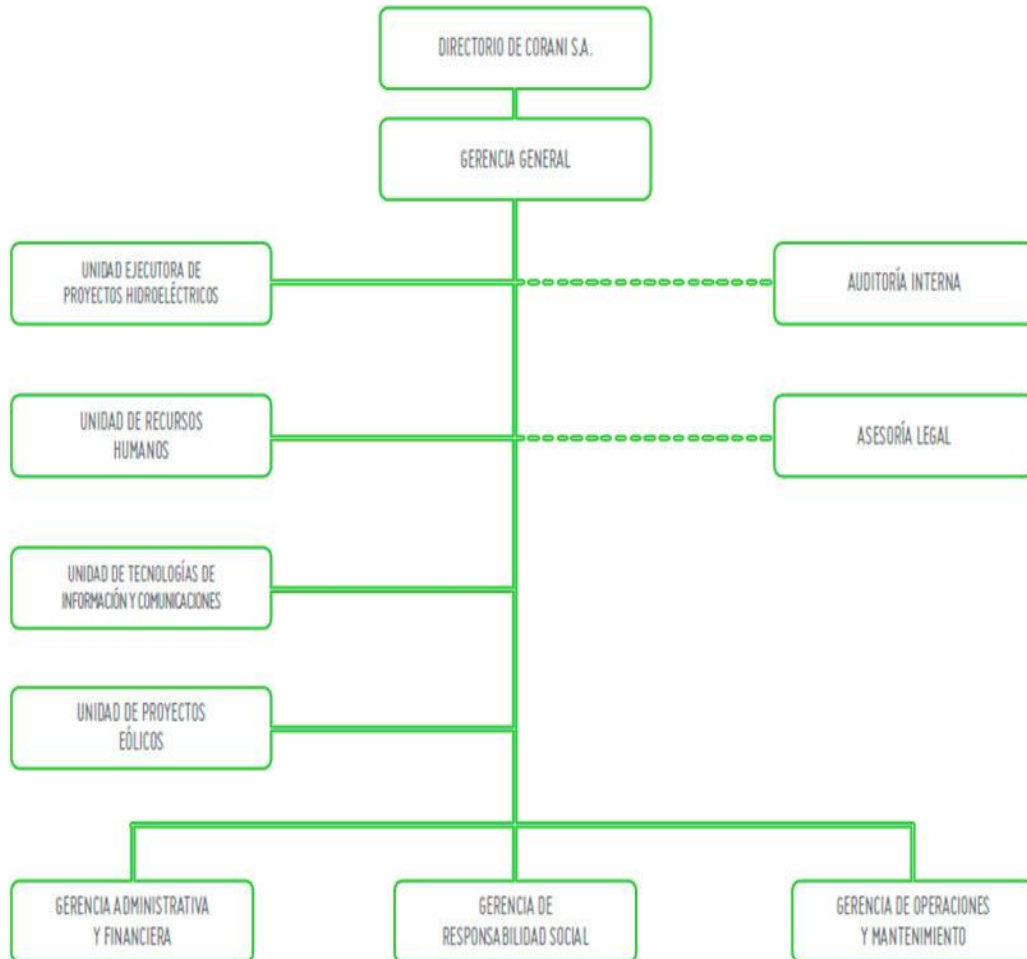 DIRECTORIO DE CORANI S.A.
GERENCIA GENERAL
UNIDAD EJECUTORA DE
PROYECTOS HIDROELÉCTRICOS
AUDITORÍA INTERNA
UNIDAD DE RECURSOS
HUMANOS
ASESORÍA LEGAL
UNIDAD DE TECNOLOGÍAS DE
INFORMACIÓN Y COMUNICACIONES
UNIDAD DE PROYECTOS
EÓLICOS
GERENCIA ADMINISTRATIVA
Y FINANCIERA
GERENCIA DE
RESPONSABILIDAD SOCIAL
GERENCIA DE OPERACIONES
Y MANTENIMIENTO